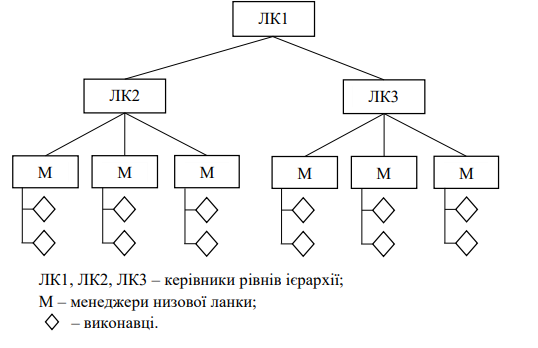 ЛК1
ЛК2
ЛК3
М М М М М М
ЛК1, ЛК2, ЛК3 – керівники рівнів ієрархії;
М – менеджери низової ланки;
– виконавці.